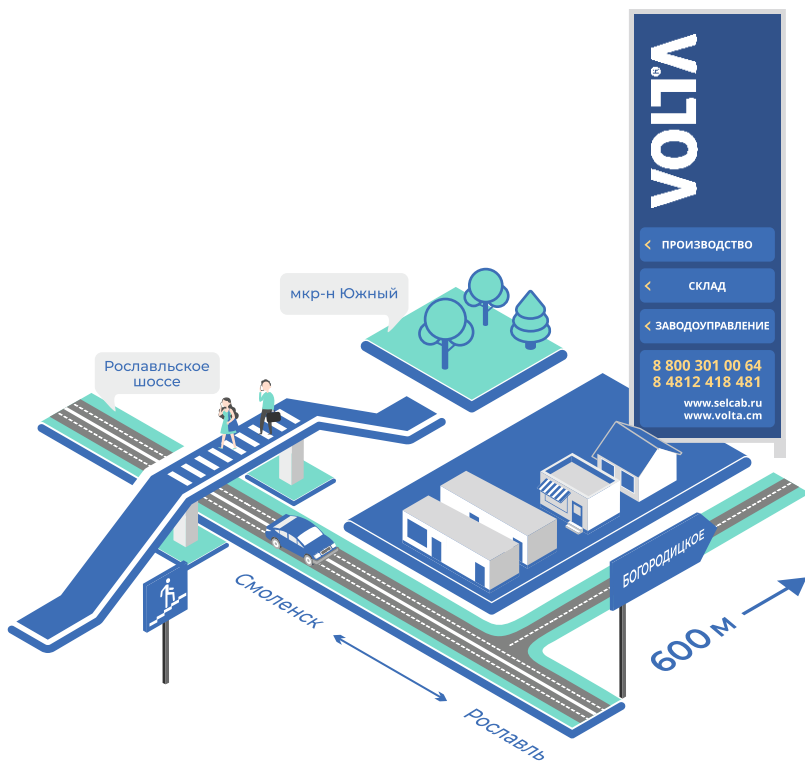 VOLTΛ
ПРОИЗВОДСТВО
СКЛАД
ЗАВОДОУПРАВЛЕНИЕ
8 800 301 00 64
8 4812 418 481
www.selcab.ru
www.volta.cm
мкр-н Южный
Рославльское
шоссе
БОГОРОДИЦКОЕ
600 м
Смоленск
Рославль